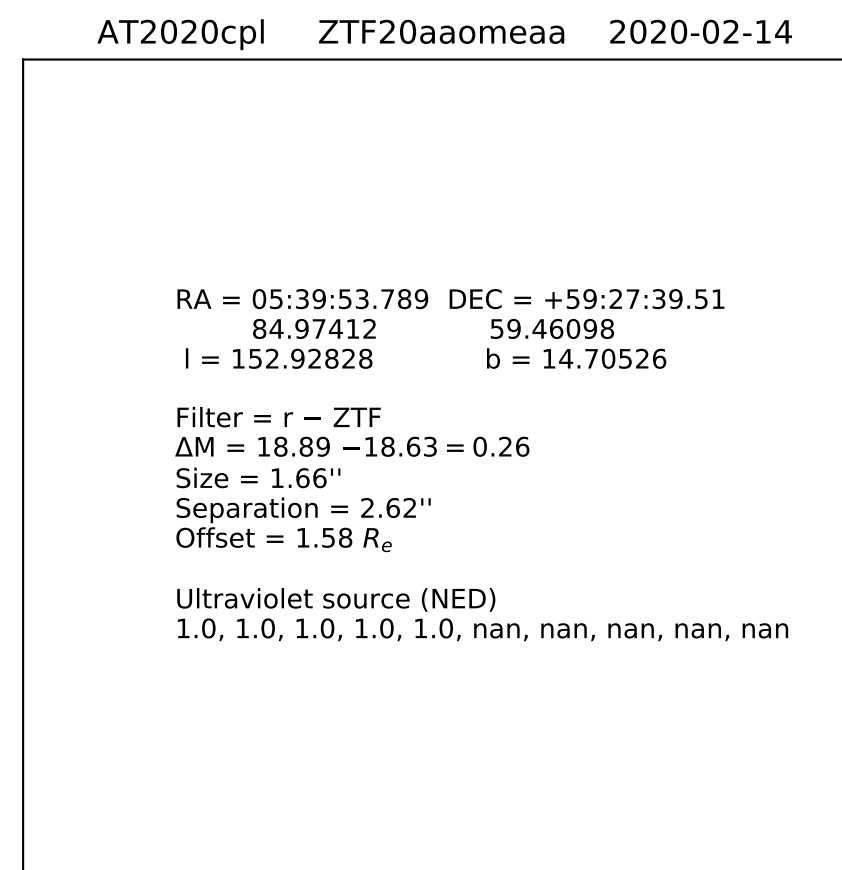 AT2020cpl ZTF20aaomeaa 2020-02-14
RA = 05:39:53.789 DEC = +59:27:39.51
84.97412 59.46098
l = 152.92828 b = 14.70526
Filter = r − ZTF
ΔM = 18.89 −18.63 = 0.26
Size = 1.66''
Separation = 2.62''
Offset = 1.58 Rₑ
Ultraviolet source (NED)
1.0, 1.0, 1.0, 1.0, 1.0, nan, nan, nan, nan, nan